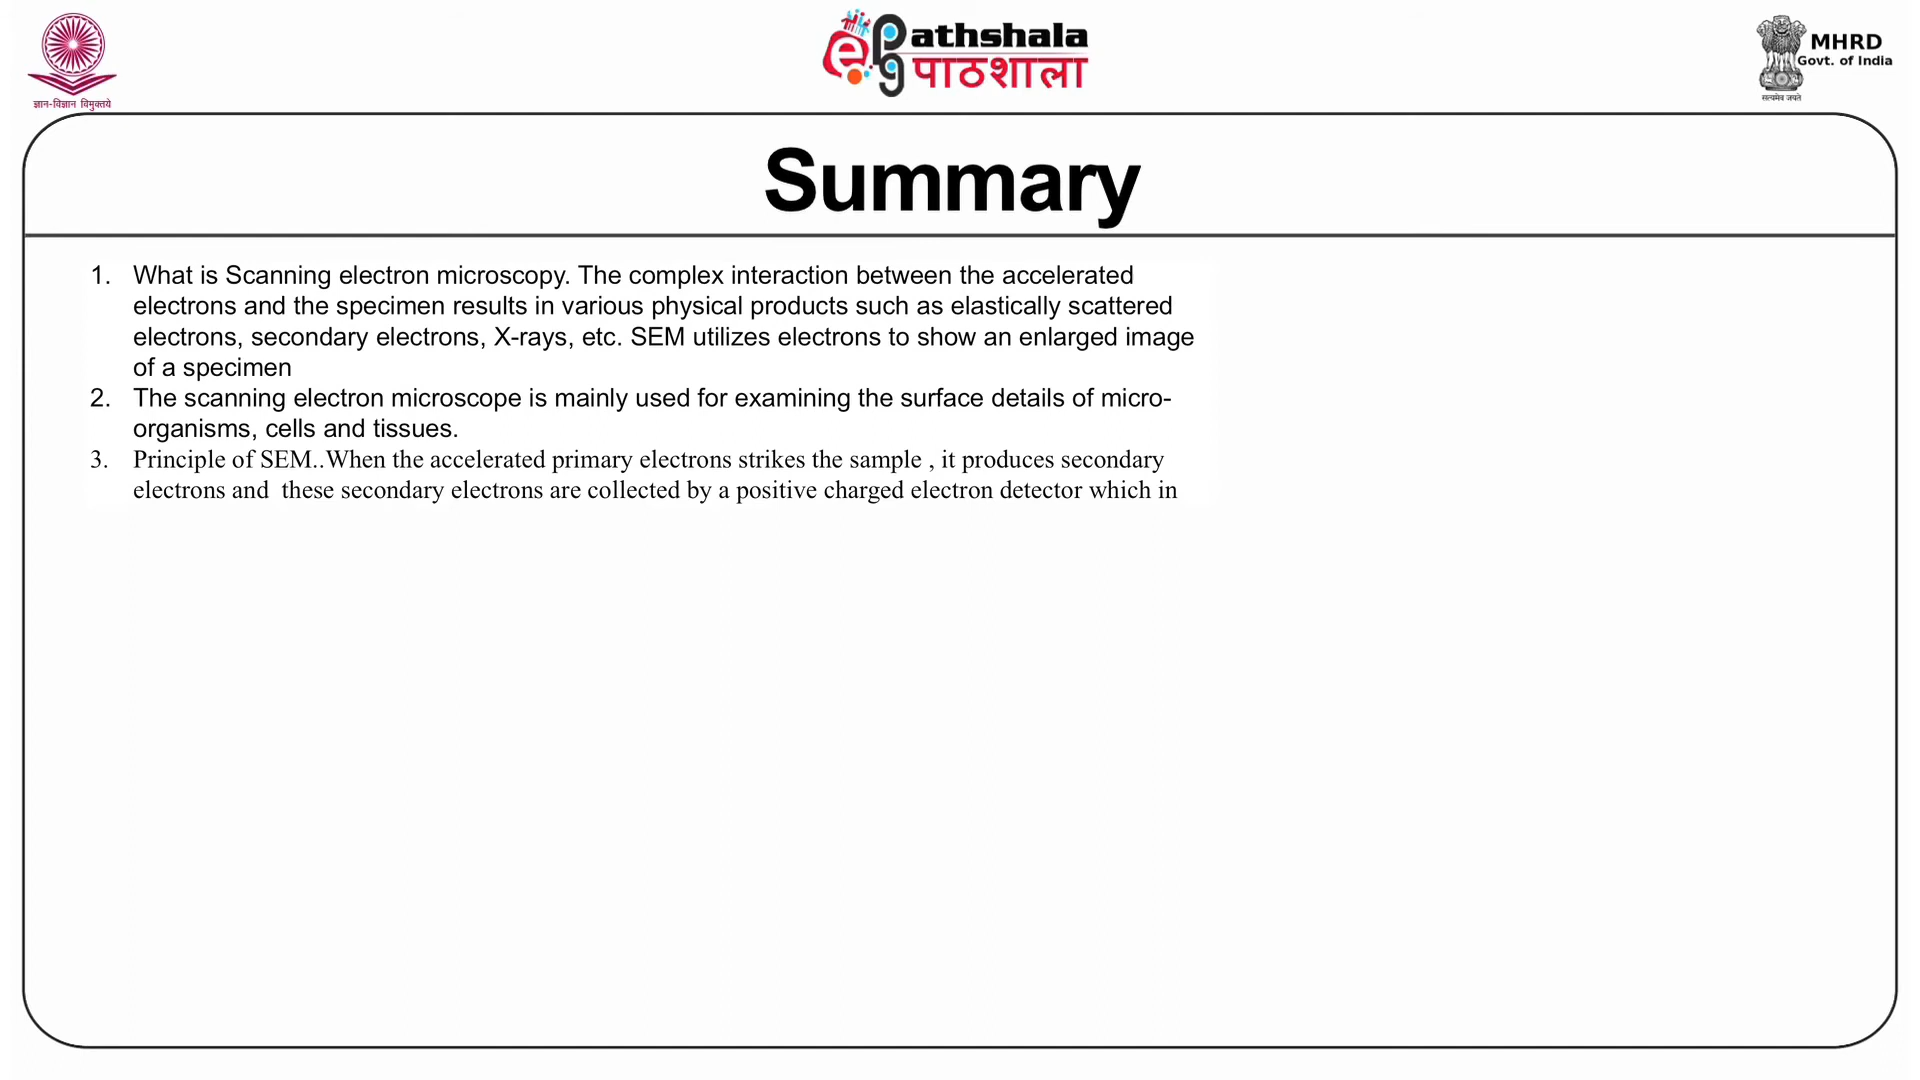 ज्ञान-विज्ञान विमुक्तये
ePg athshala
पाठशाला
MHRD
Govt. of India
सत्यमेव जयते
Summary
1. What is Scanning electron microscopy. The complex interaction between the accelerated
electrons and the specimen results in various physical products such as elastically scattered
electrons, secondary electrons, X-rays, etc. SEM utilizes electrons to show an enlarged image
of a specimen
2. The scanning electron microscope is mainly used for examining the surface details of micro-
organisms, cells and tissues.
3. Principle of SEM..When the accelerated primary electrons strikes the sample , it produces secondary
electrons and  these secondary electrons are collected by a positive charged electron detector which in